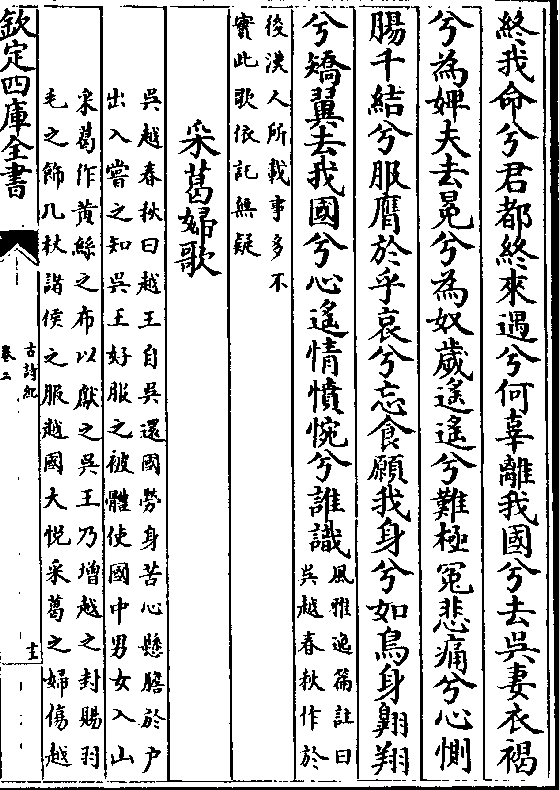 終我命兮君都終來遇兮何辜離我國兮去吳妻衣褐
兮為婢夫去冕兮為奴歲遙遙兮難極冤悲痛兮心惻
腸千結兮服膺於乎哀兮忘食願我身兮如鳥身翺翔
兮矯翼去我國兮心遙情憤惋兮誰識風雅逸篇註曰
吳越春秋作於
後漢人所載事多不
實此歌依託無疑
采葛婦歌
吳越春秋曰越王自吳還國勞身苦心懸膽於户
出入嘗之知吳王好服之被體使國中男女入山
采葛作黃絲之布以獻之吳王乃增越之封賜羽
毛之飾几杖諸侯之服越國大悦采葛之婦傷越
欽定四庫全書
古詩紀
卷二